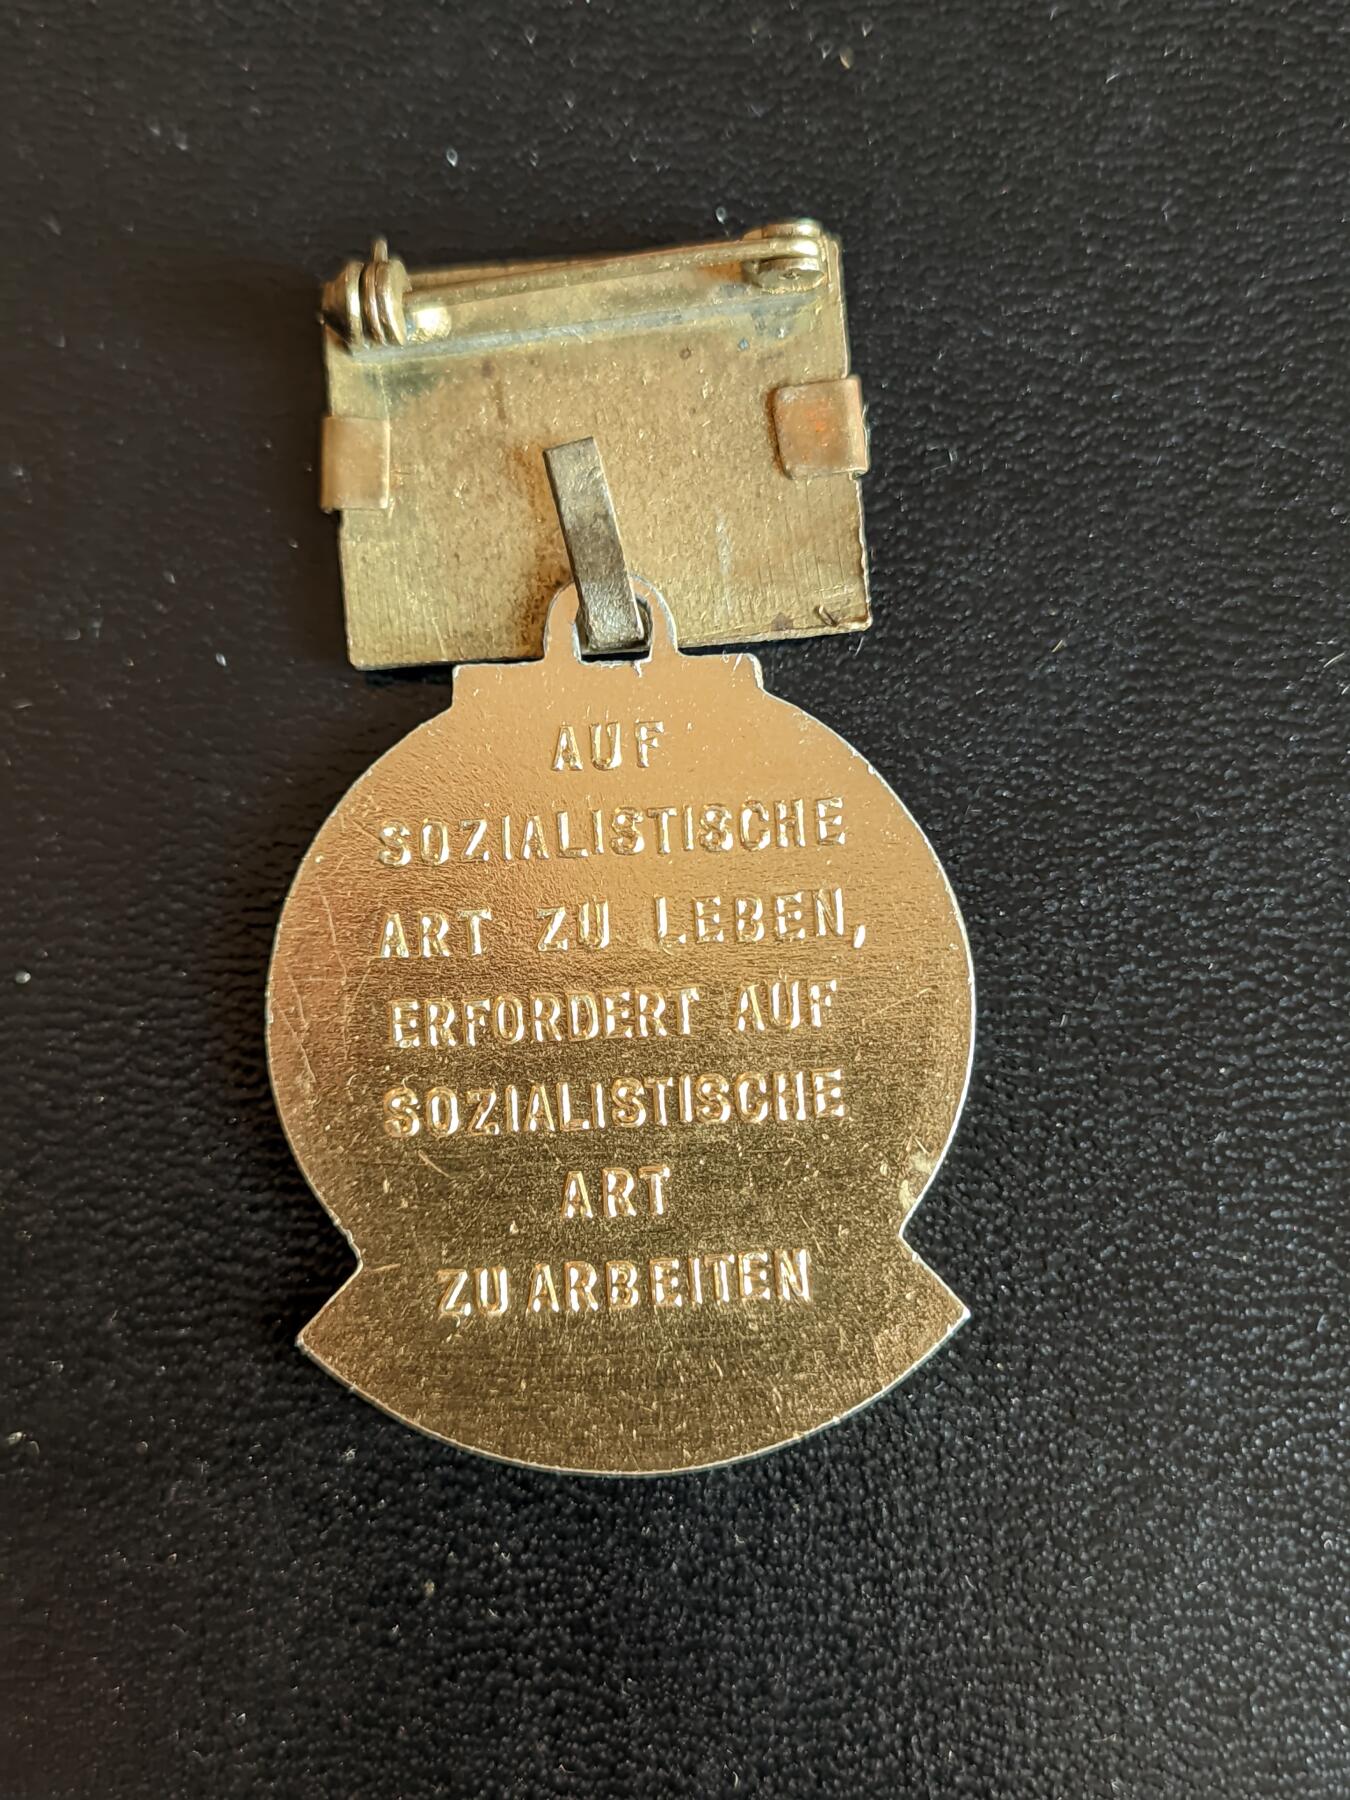 AUF
SOZIALISTISCHE
ART ZU LEBEN,
ERFORDERT AUF
SOZIALISTISCHE
ART
ZU ARBEITEN